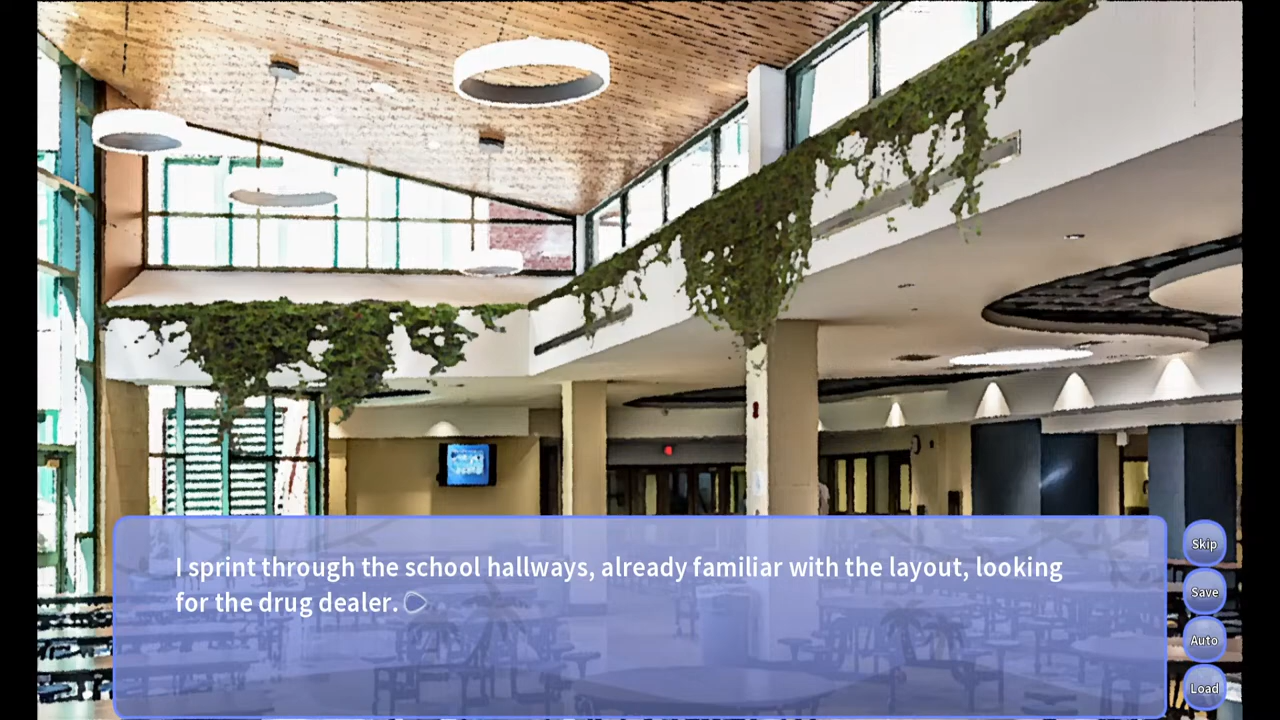 I sprint through the school hallways, already familiar with the layout, looking
for the drug dealer.
Skip
Save
Auto
Load